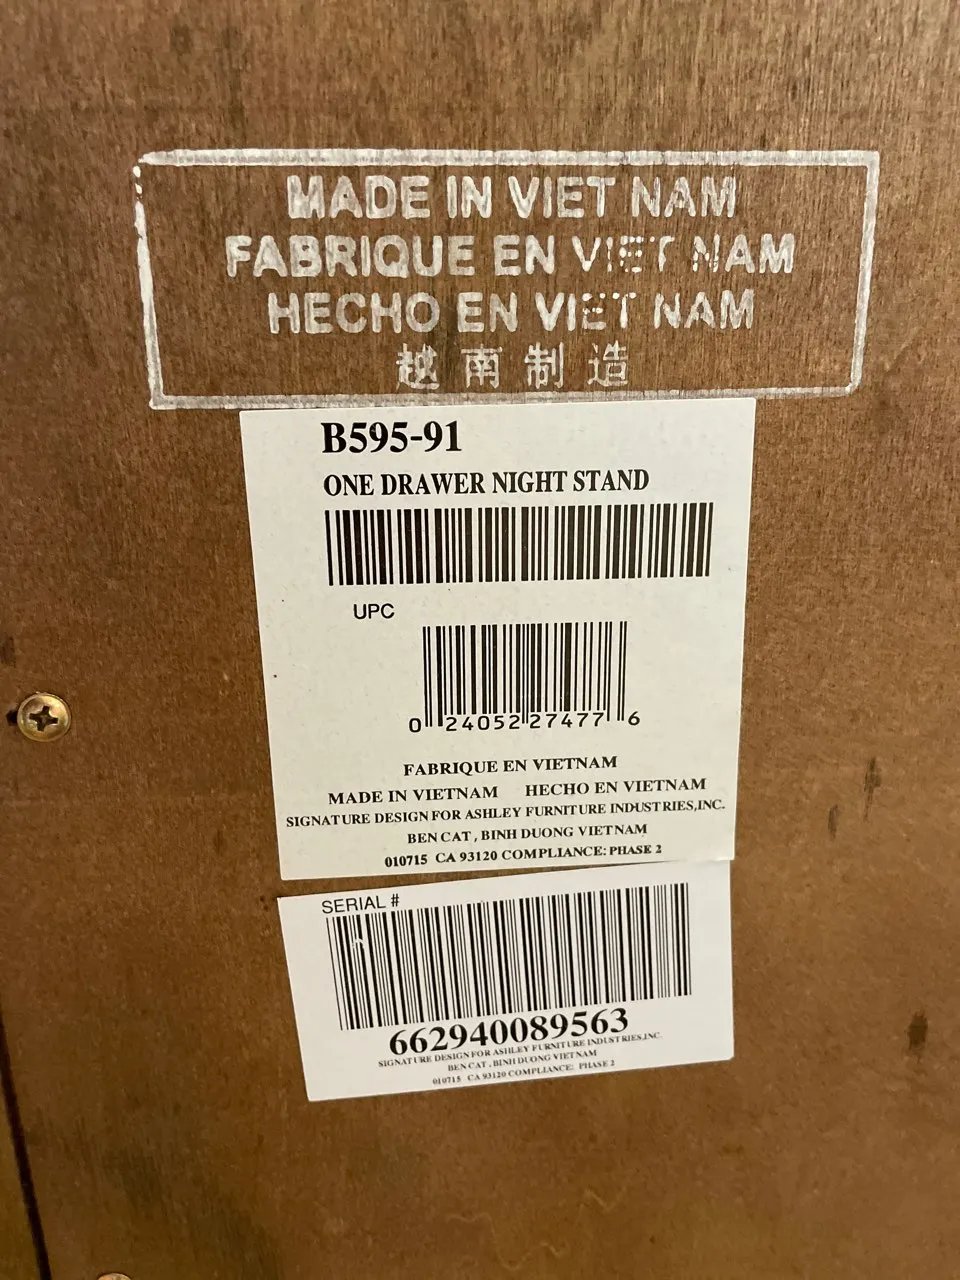 MADE IN VIET NAM
FABRIQUE EN VIET NAM
HECHO EN VIET NAM
越南制造
B595-91
ONE DRAWER NIGHT STAND
UPC
0 24052 27477 6
FABRIQUE EN VIETNAM
MADE IN VIETNAM HECHO EN VIETNAM
SIGNATURE DESIGN FOR ASHLEY FURNITURE INDUSTRIES,INC.
BEN CAT , BINH DUONG VIETNAM
010715 CA 93120 COMPLIANCE: PHASE 2
SERIAL #
662940089563
SIGNATURE DESIGN FOR ASHLEY FURNITURE INDUSTRIES,INC.
BEN CAT , BINH DUONG VIETNAM
010715 CA 93120 COMPLIANCE: PHASE 2